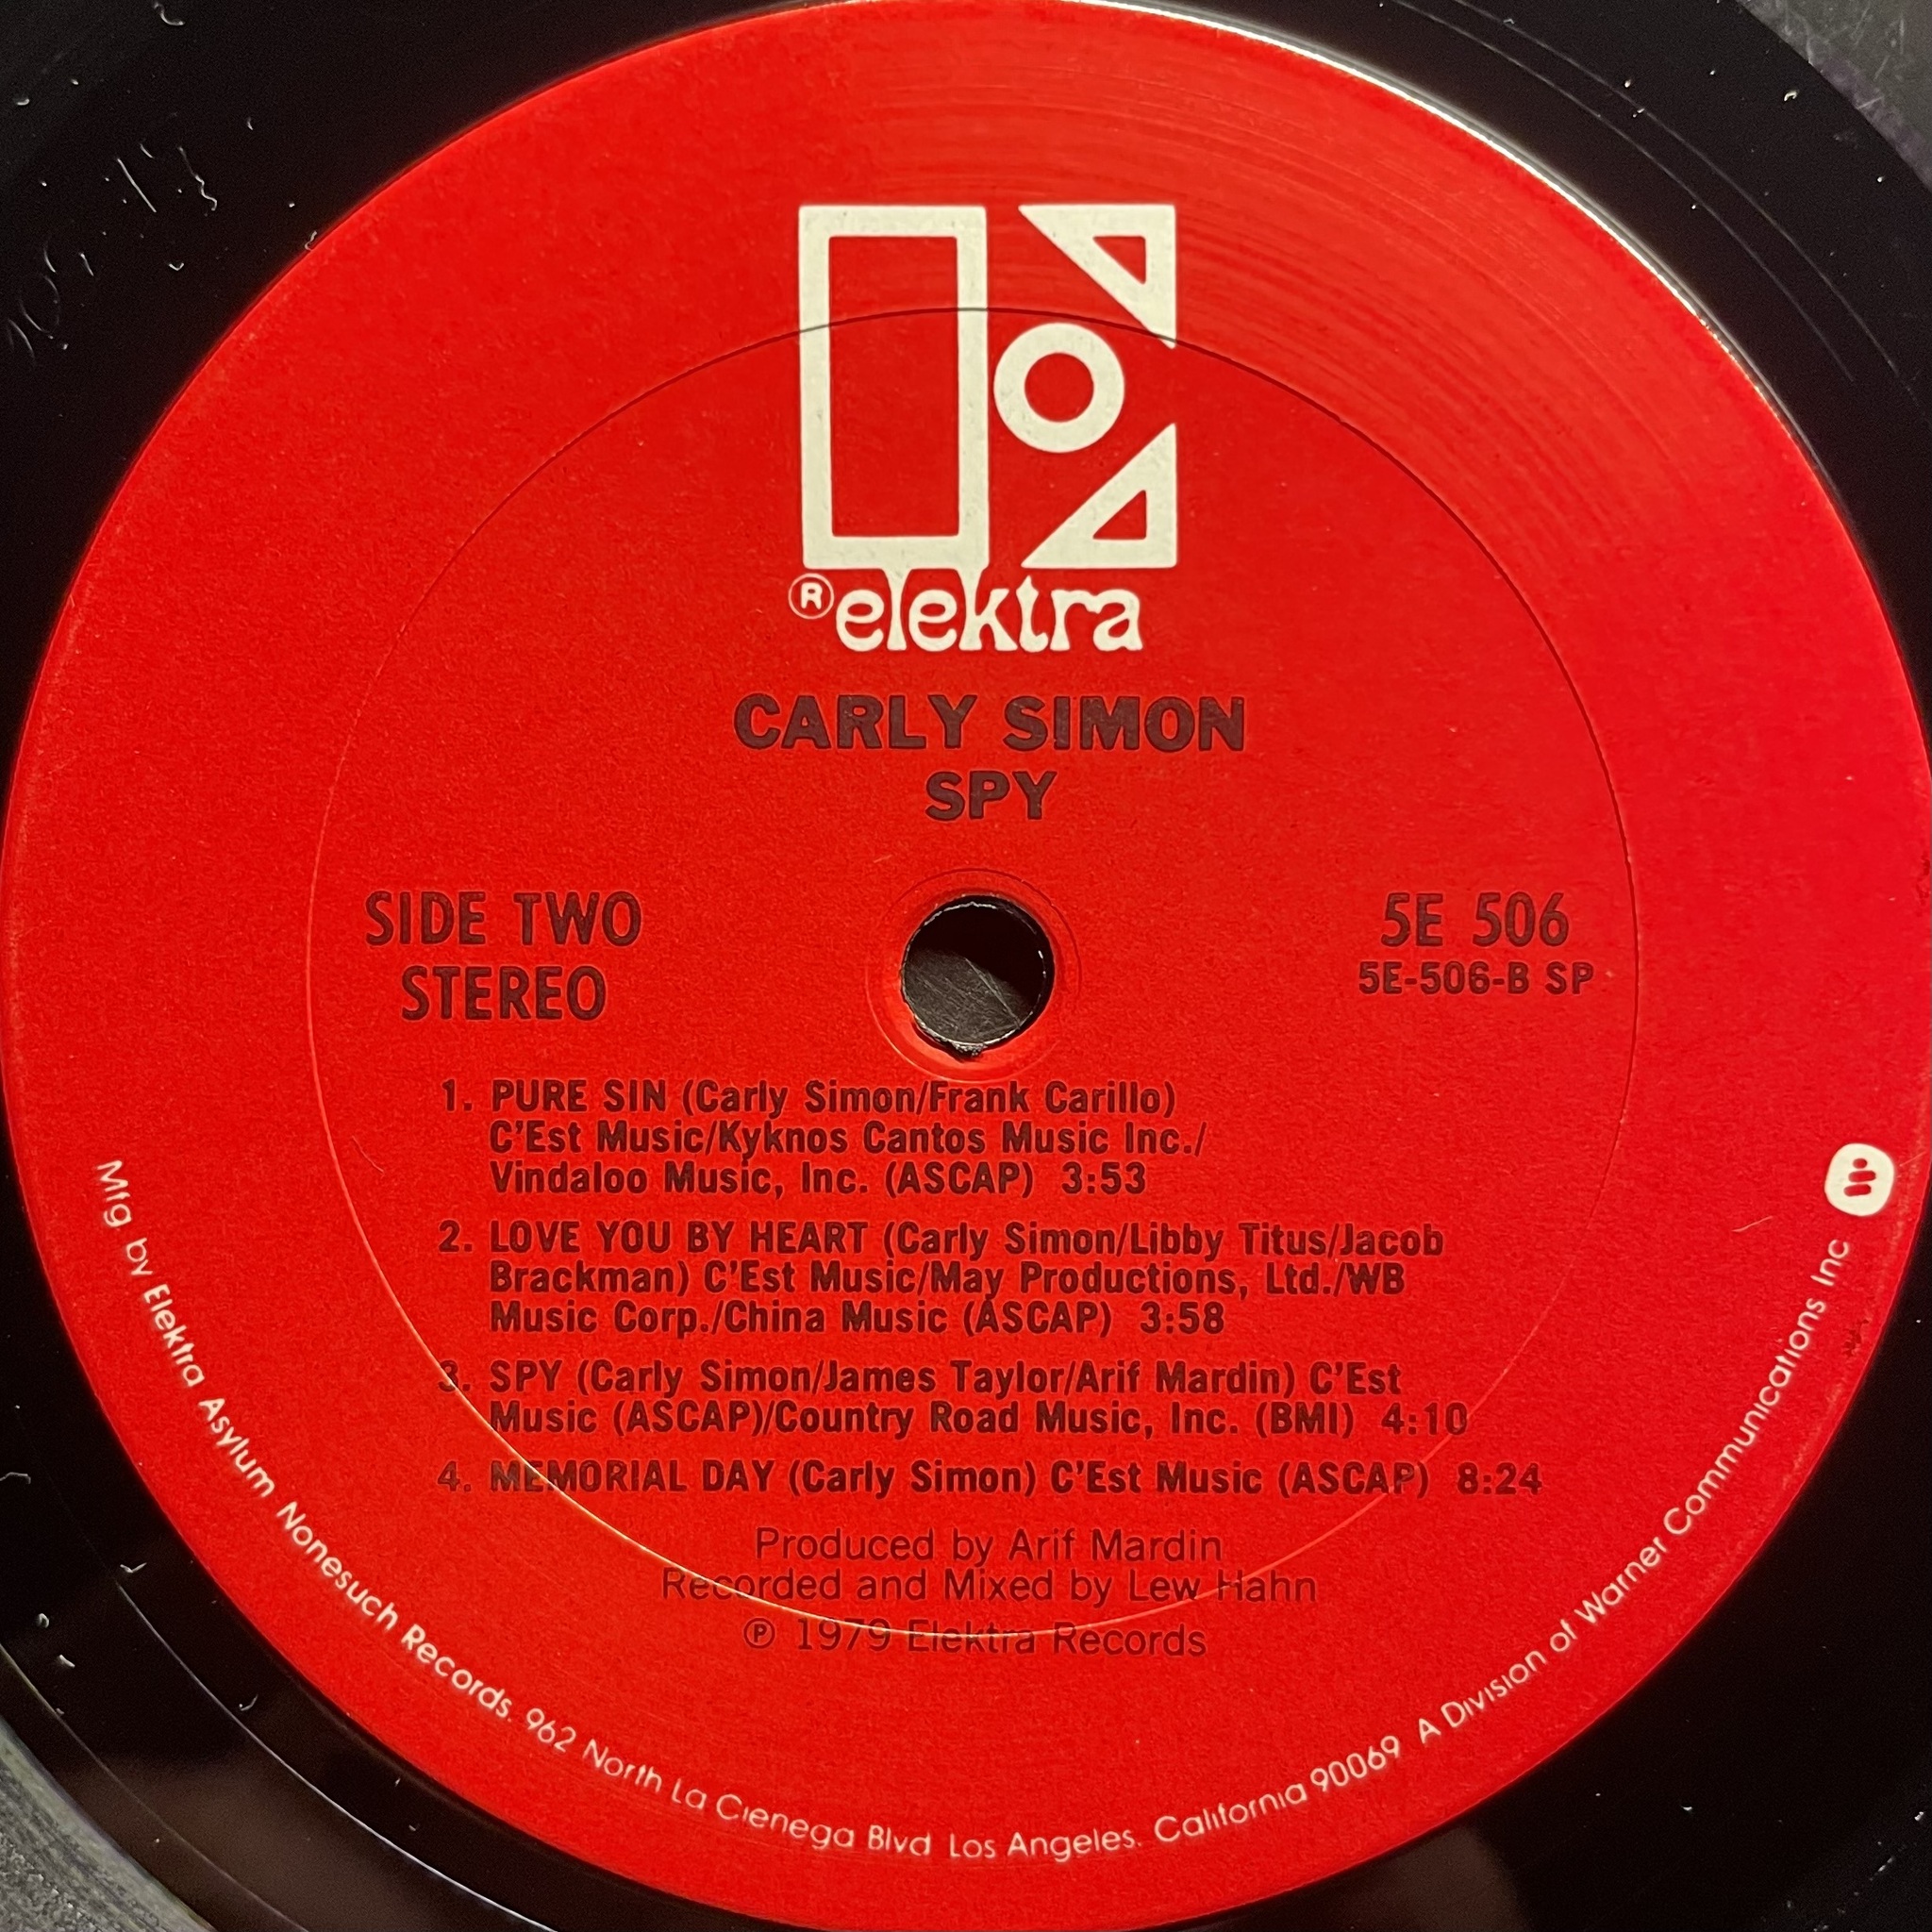 ® elektra
CARLY SIMON
SPY
SIDE TWO
STEREO
5E 506
5E-506-B SP
1. PURE SIN (Carly Simon/Frank Carillo)
C'Est Music/Kyknos Cantos Music Inc./
Vindaloo Music, Inc. (ASCAP) 3:53
2. LOVE YOU BY HEART (Carly Simon/Libby Titus/Jacob
Brackman) C'Est Music/May Productions, Ltd./WB
Music Corp./China Music (ASCAP) 3:58
3. SPY (Carly Simon/James Taylor/Arif Mardin) C'Est
Music (ASCAP)/Country Road Music, Inc. (BMI) 4:10
4. MEMORIAL DAY (Carly Simon) C'Est Music (ASCAP) 8:24
Produced by Arif Mardin
Recorded and Mixed by Lew Hahn
℗ 1979 Elektra Records
Mfg by Elektra Asylum Nonesuch Records. 962 North La Cienega Blvd Los Angeles. California 90069 A Division of Warner Communications Inc